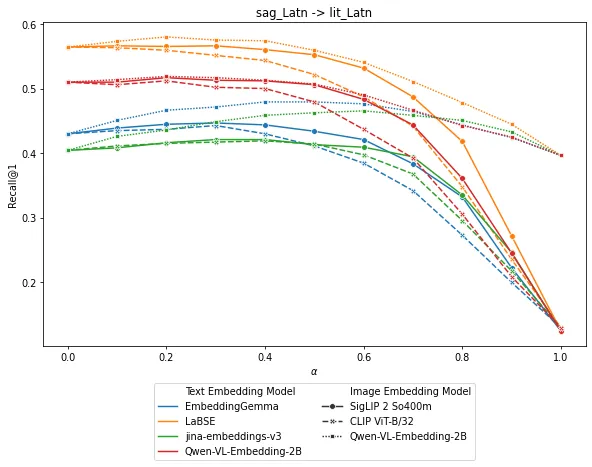 sag_Latn -> lit_Latn
Recall@1
0.6
0.5
0.4
0.3
0.2
0.0
0.2
0.4
0.6
0.8
1.0
α
Text Embedding Model
EmbeddingGemma
LaBSE
jina-embeddings-v3
Qwen-VL-Embedding-2B
Image Embedding Model
SigLIP 2 So400m
CLIP ViT-B/32
Qwen-VL-Embedding-2B